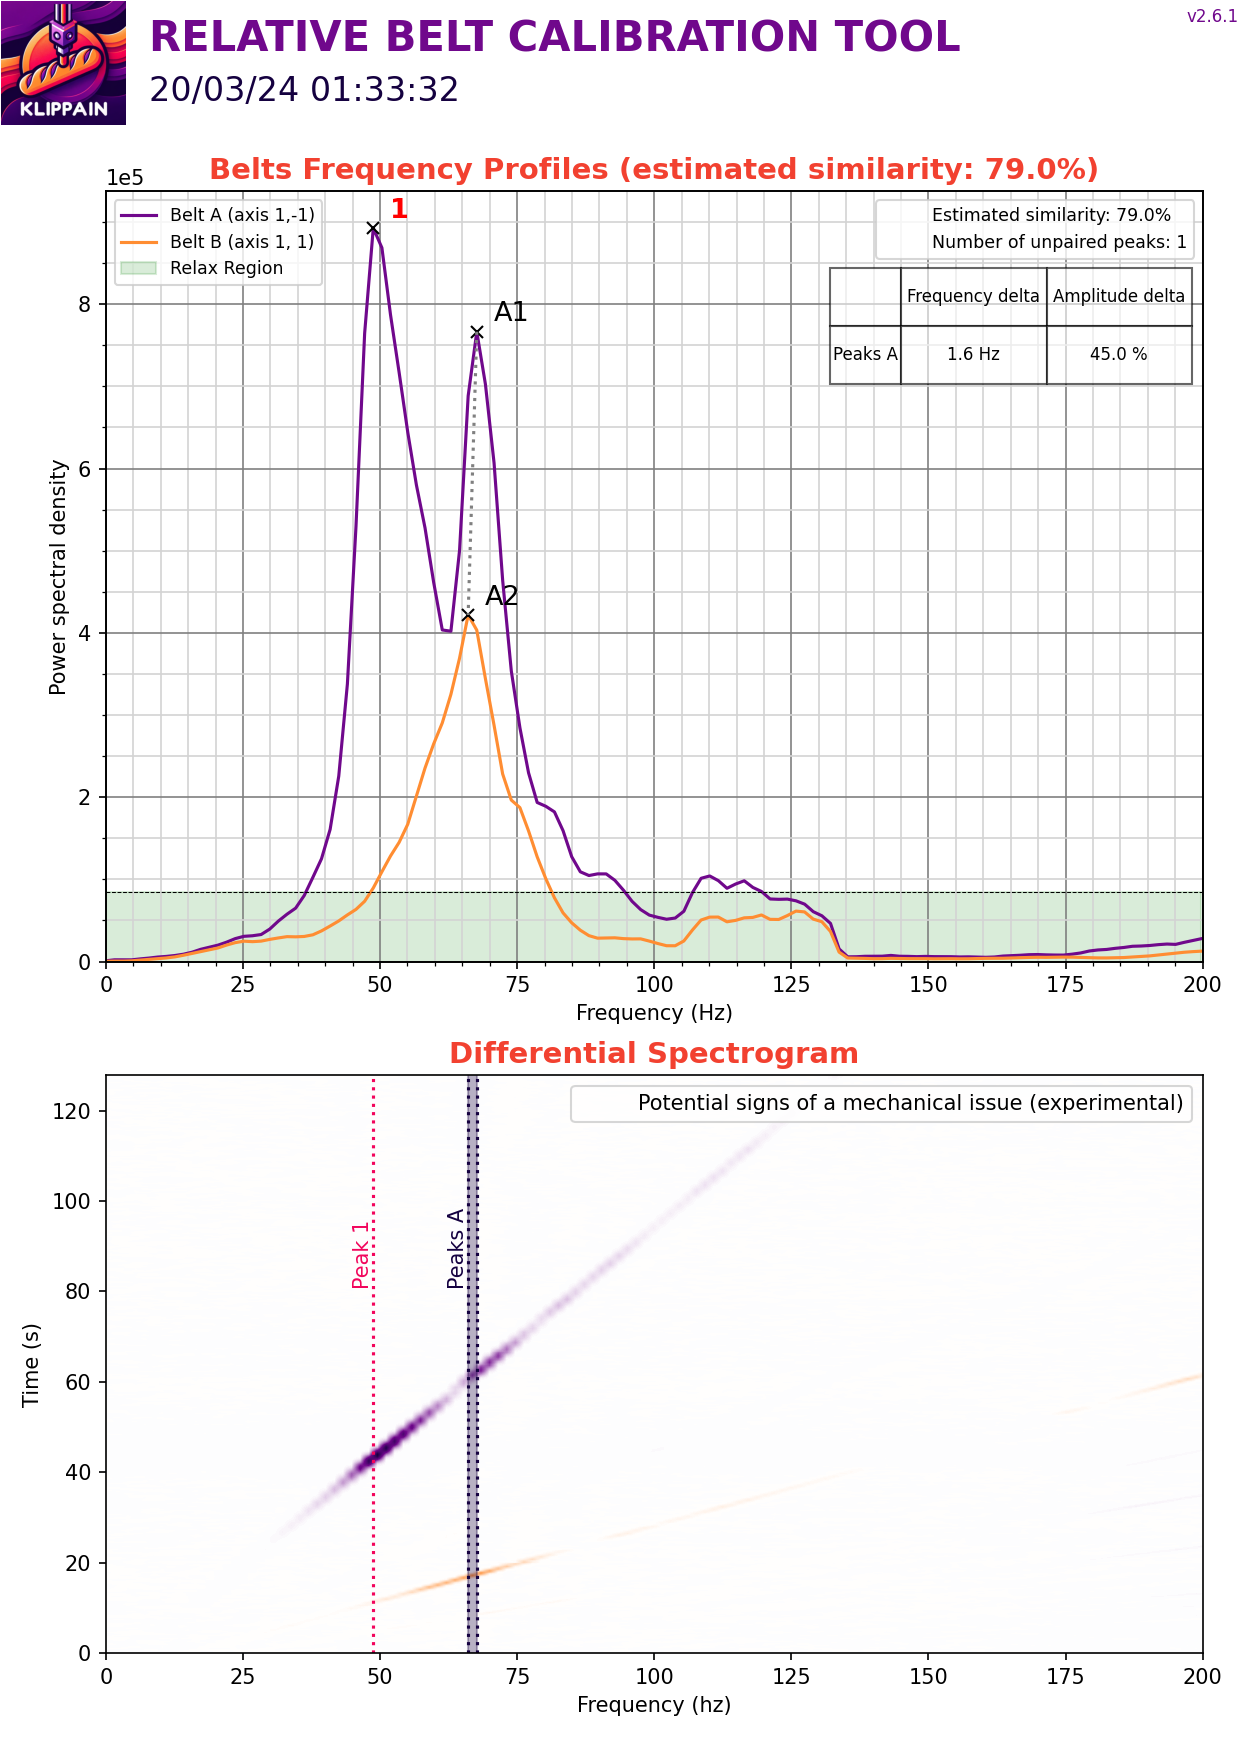 KLIPPAIN
RELATIVE BELT CALIBRATION TOOL
20/03/24 01:33:32
v2.6.1
Belts Frequency Profiles (estimated similarity: 79.0%)
1e5
Belt A (axis 1,-1)
Belt B (axis 1, 1)
Relax Region
Estimated similarity: 79.0%
Number of unpaired peaks: 1
Frequency delta Amplitude delta
Peaks A 1.6 Hz 45.0 %
1
A1
A2
Power spectral density
8
6
4
2
0
0 25 50 75 100 125 150 175 200
Frequency (Hz)
Differential Spectrogram
Potential signs of a mechanical issue (experimental)
Peak 1
Peaks A
Time (s)
120
100
80
60
40
20
0
0 25 50 75 100 125 150 175 200
Frequency (hz)